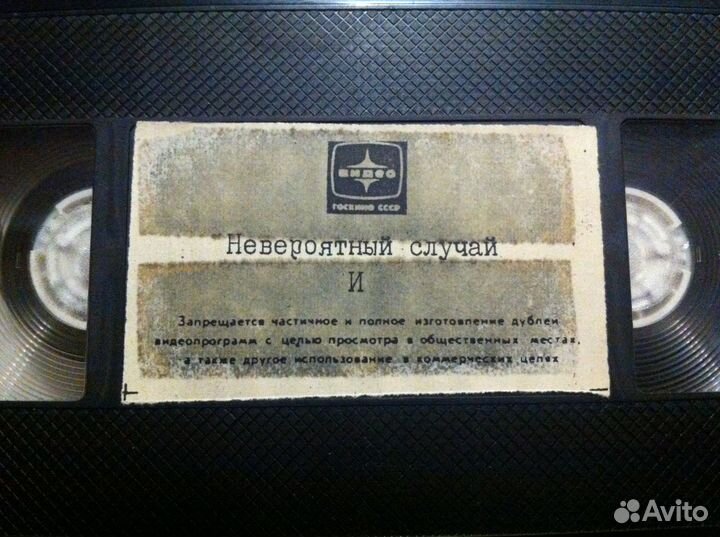 ВИДЕО
ГОСКИНО СССР
Невероятный случай
И
Запрещается частичное и полное изготовление дублей
видеопрограмм с целью просмотра в общественных местах,
а также другое использование в коммерческих целях
Avito